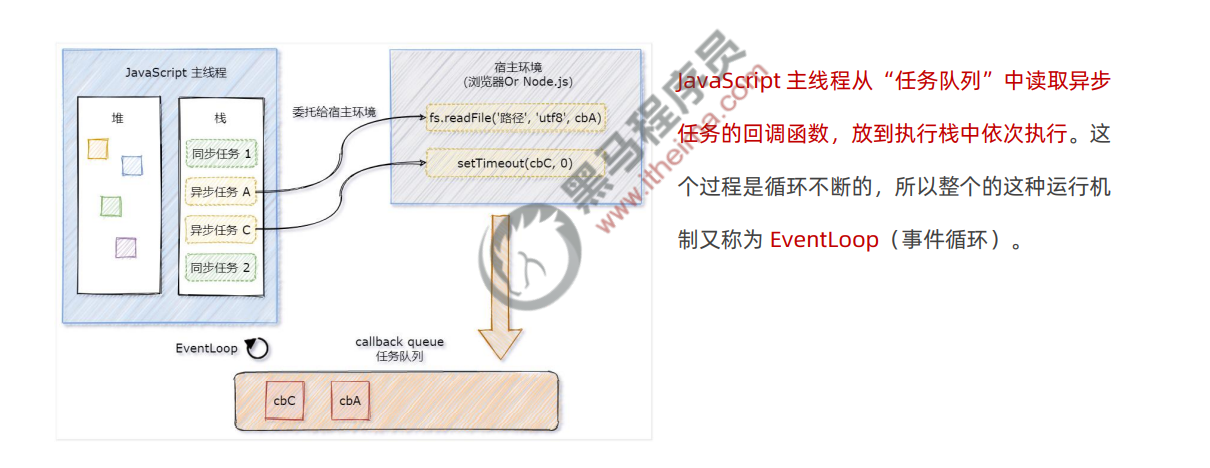 JavaScript 主线程
堆
栈
同步任务 1
异步任务 A
异步任务 C
同步任务 2
委托给宿主环境
宿主环境
(浏览器Or Node.js)
fs.readFile('路径', 'utf8', cbA)
setTimeout(cbC, 0)
EventLoop
callback queue
任务队列
cbC
cbA
JavaScript 主线程从“任务队列”中读取异步
任务的回调函数，放到执行栈中依次执行。这
个过程是循环不断的，所以整个的这种运行机
制又称为 EventLoop（事件循环）。
黑马程序员
www.itheima.com